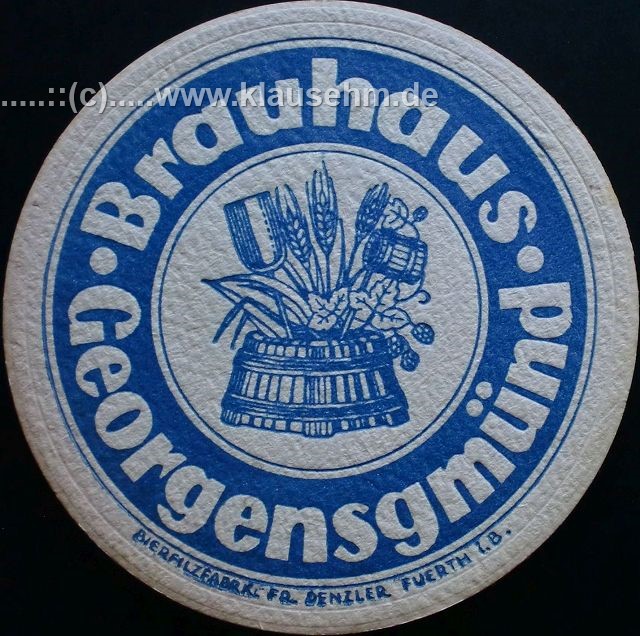 .....::(c).....www.klausehm.de
• Brauhaus •
Georgensgmünd
BIERFILZFABRK. FR. DENZLER FUERTH I.B.